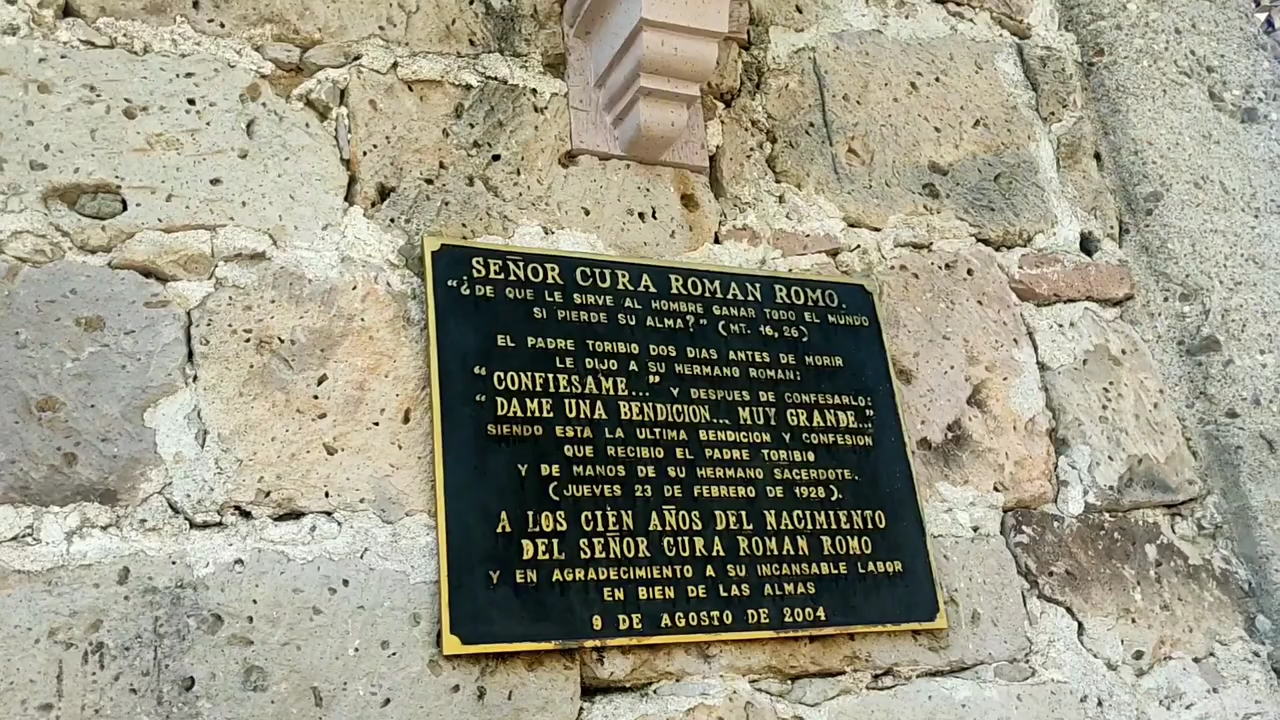 SEÑOR CURA ROMAN ROMO.
“¿DE QUE LE SIRVE AL HOMBRE GANAR TODO EL MUNDO
SI PIERDE SU ALMA?” (MT. 16, 26)
EL PADRE TORIBIO DOS DIAS ANTES DE MORIR
LE DIJO A SU HERMANO ROMAN:
“CONFIESAME...” Y DESPUES DE CONFESARLO:
“DAME UNA BENDICION... MUY GRANDE...”
SIENDO ESTA LA ULTIMA BENDICION Y CONFESION
QUE RECIBIO EL PADRE TORIBIO
Y DE MANOS DE SU HERMANO SACERDOTE.
(JUEVES 23 DE FEBRERO DE 1928).
A LOS CIEN AÑOS DEL NACIMIENTO
DEL SEÑOR CURA ROMAN ROMO
Y EN AGRADECIMIENTO A SU INCANSABLE LABOR
EN BIEN DE LAS ALMAS
9 DE AGOSTO DE 2004